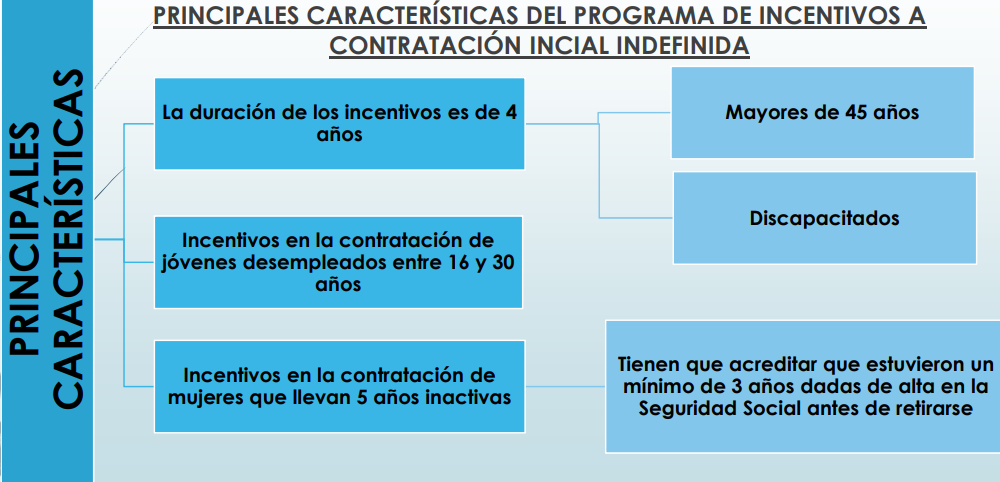 PRINCIPALES CARACTERÍSTICAS DEL PROGRAMA DE INCENTIVOS A
CONTRATACIÓN INCIAL INDEFINIDA
PRINCIPALES
CARACTERÍSTICAS
La duración de los incentivos es de 4
años
Mayores de 45 años
Discapacitados
Incentivos en la contratación de
jóvenes desempleados entre 16 y 30
años
Incentivos en la contratación de
mujeres que llevan 5 años inactivas
Tienen que acreditar que estuvieron un
mínimo de 3 años dadas de alta en la
Seguridad Social antes de retirarse